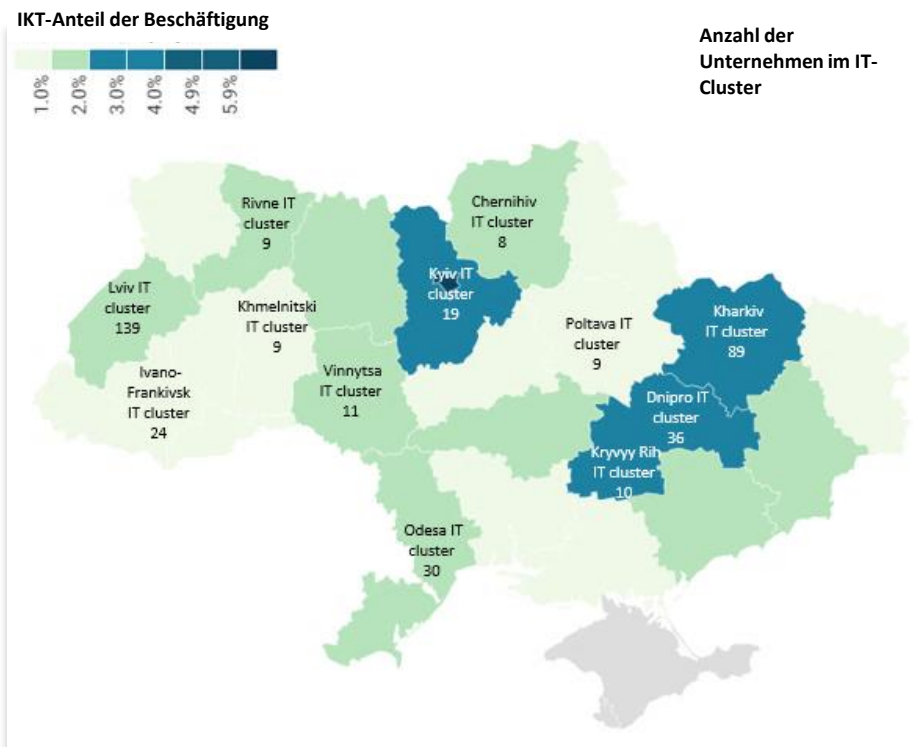 IKT-Anteil der Beschäftigung
1.0%
2.0%
3.0%
4.0%
4.9%
5.9%
Anzahl der
Unternehmen im IT-
Cluster
Rivne IT
cluster
9
Chernihiv
IT cluster
8
Lviv IT
cluster
139
Khmelnitski
IT cluster
9
Kyiv IT
cluster
19
Kharkiv
IT cluster
89
Poltava IT
cluster
9
Ivano-
Frankivsk
IT cluster
24
Vinnytsa
IT cluster
11
Dnipro IT
cluster
36
Kryvyy Rih
IT cluster
10
Odesa IT
cluster
30